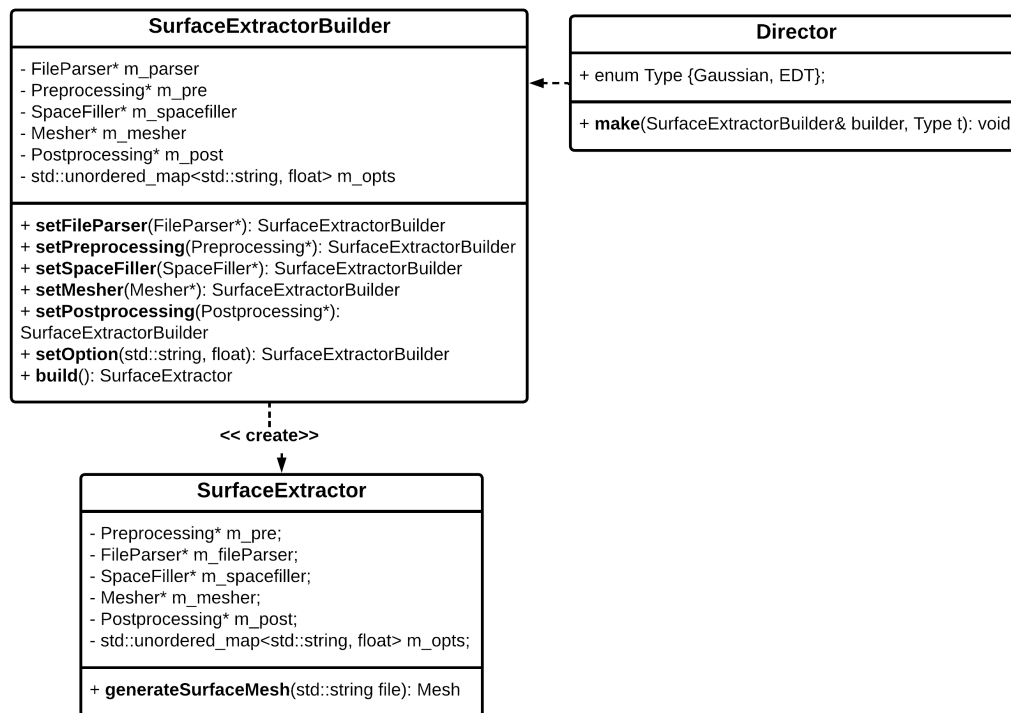 SurfaceExtractorBuilder
- FileParser* m_parser
- Preprocessing* m_pre
- SpaceFiller* m_spacefiller
- Mesher* m_mesher
- Postprocessing* m_post
- std::unordered_map<std::string, float> m_opts
+ setFileParser(FileParser*): SurfaceExtractorBuilder
+ setPreprocessing(Preprocessing*): SurfaceExtractorBuilder
+ setSpaceFiller(SpaceFiller*): SurfaceExtractorBuilder
+ setMesher(Mesher*): SurfaceExtractorBuilder
+ setPostprocessing(Postprocessing*):
SurfaceExtractorBuilder
+ setOption(std::string, float): SurfaceExtractorBuilder
+ build(): SurfaceExtractor
Director
+ enum Type {Gaussian, EDT};
+ make(SurfaceExtractorBuilder& builder, Type t): void
<< create>>
SurfaceExtractor
- Preprocessing* m_pre;
- FileParser* m_fileParser;
- SpaceFiller* m_spacefiller;
- Mesher* m_mesher;
- Postprocessing* m_post;
- std::unordered_map<std::string, float> m_opts;
+ generateSurfaceMesh(std::string file): Mesh